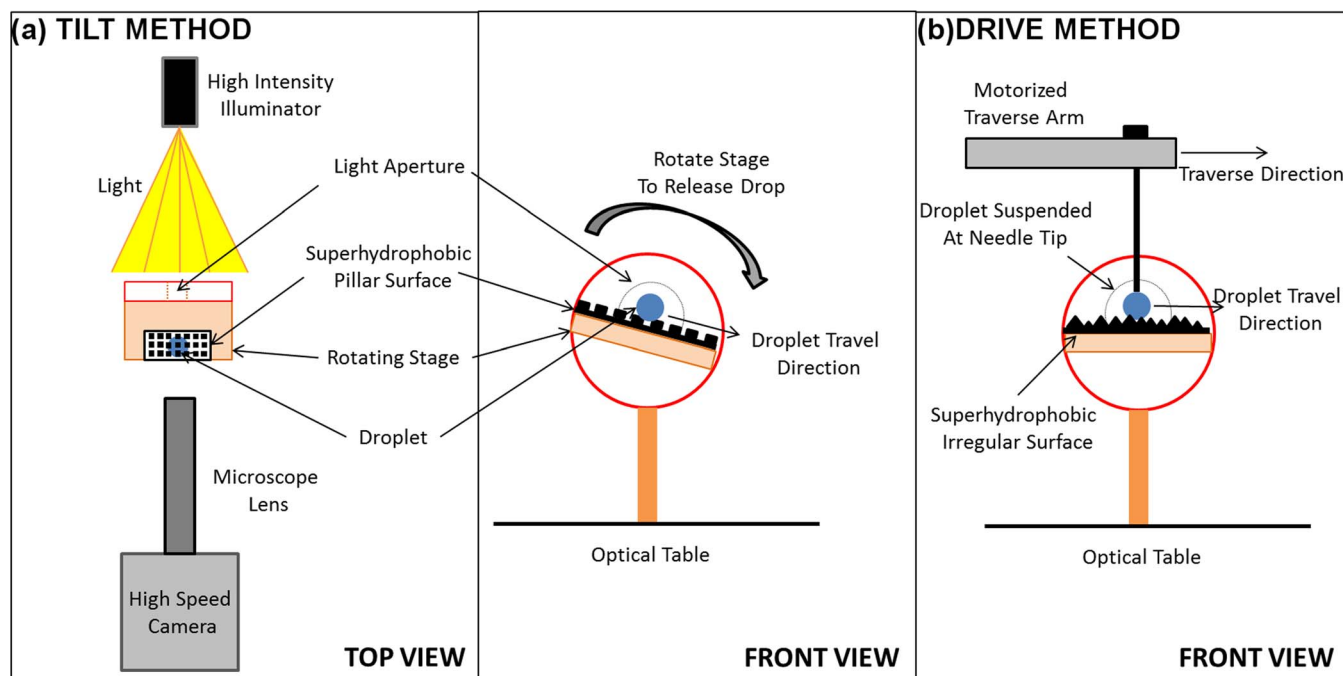 (a) TILT METHOD
High Intensity
Illuminator
Light
Light Aperture
Superhydrophobic
Pillar Surface
Rotating Stage
Droplet
Microscope
Lens
High Speed
Camera
TOP VIEW
Rotate Stage
To Release Drop
Droplet Travel
Direction
Optical Table
FRONT VIEW
(b)DRIVE METHOD
Motorized
Traverse Arm
Traverse Direction
Droplet Suspended
At Needle Tip
Droplet Travel
Direction
Superhydrophobic
Irregular Surface
Optical Table
FRONT VIEW